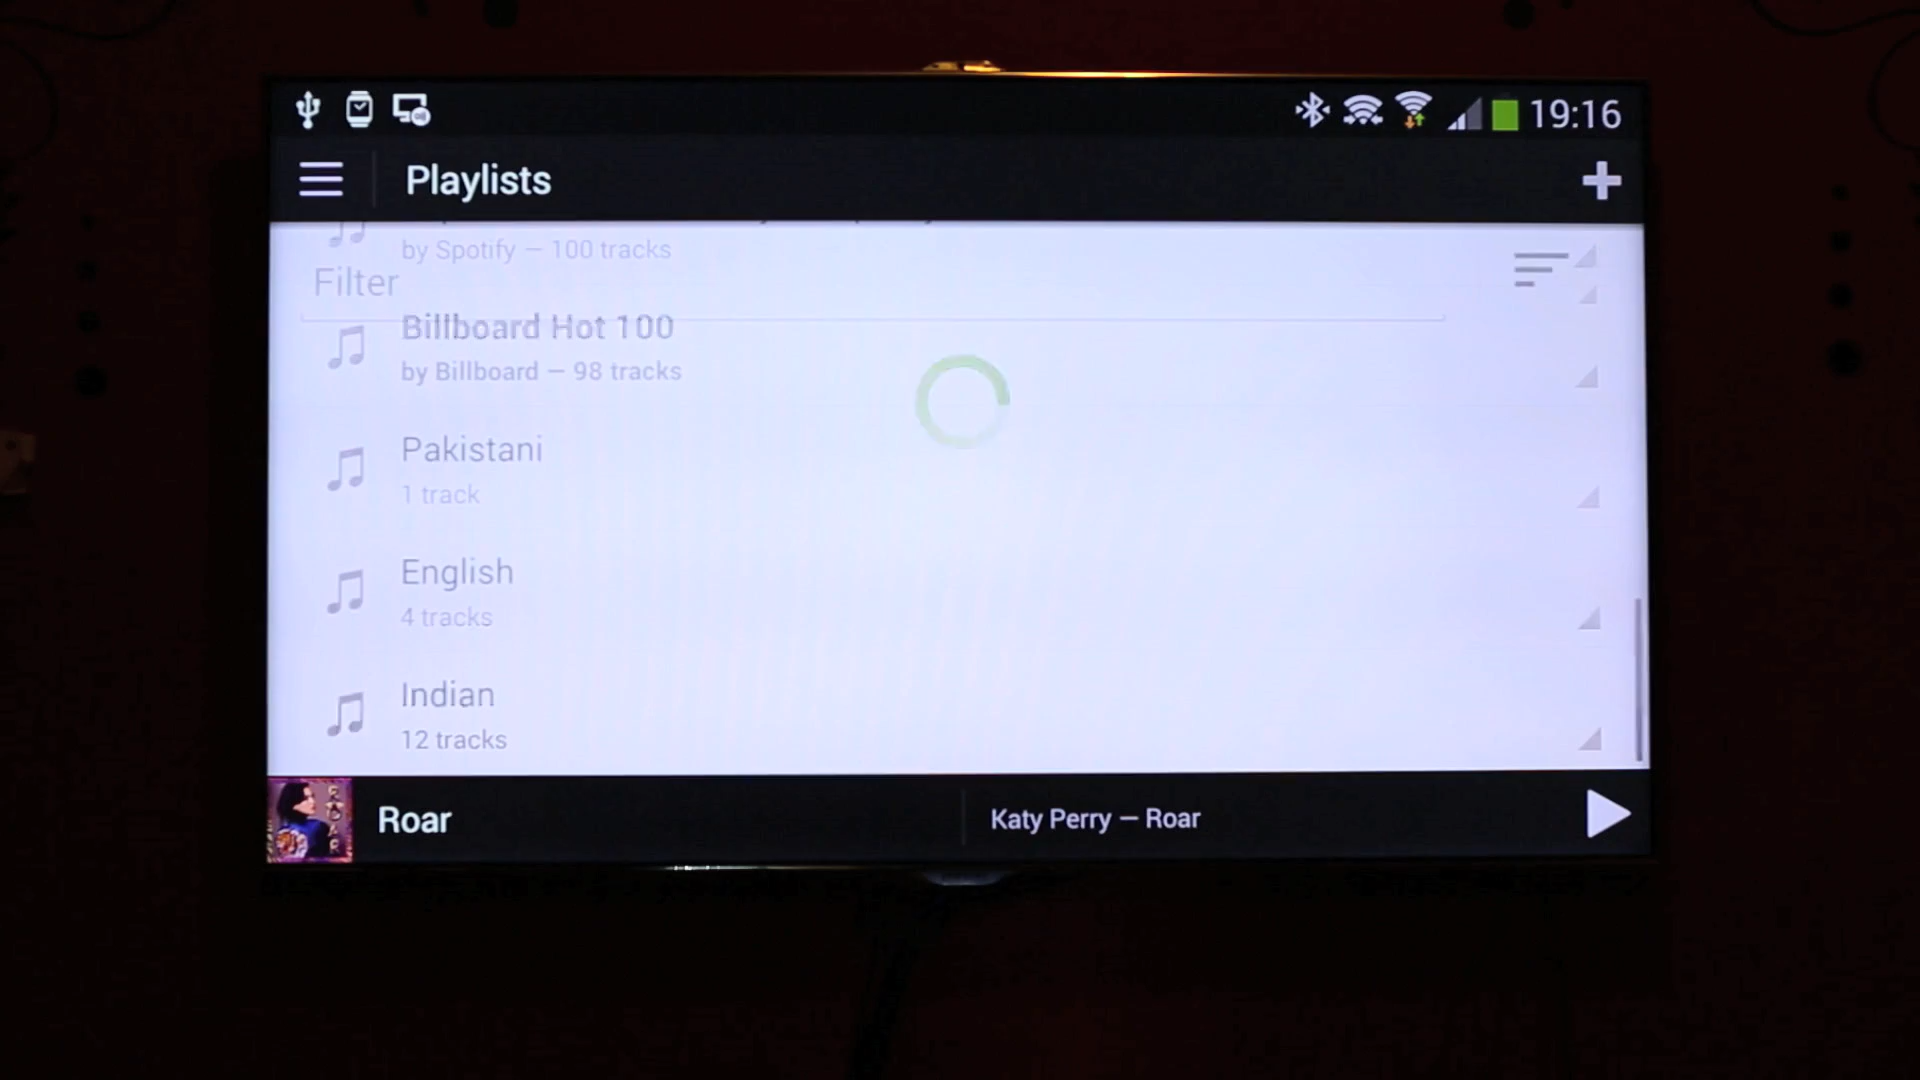 19:16
Playlists
by Spotify — 100 tracks
Filter
Billboard Hot 100
by Billboard — 98 tracks
Pakistani
1 track
English
4 tracks
Indian
12 tracks
ROAR
Roar
Katy Perry — Roar